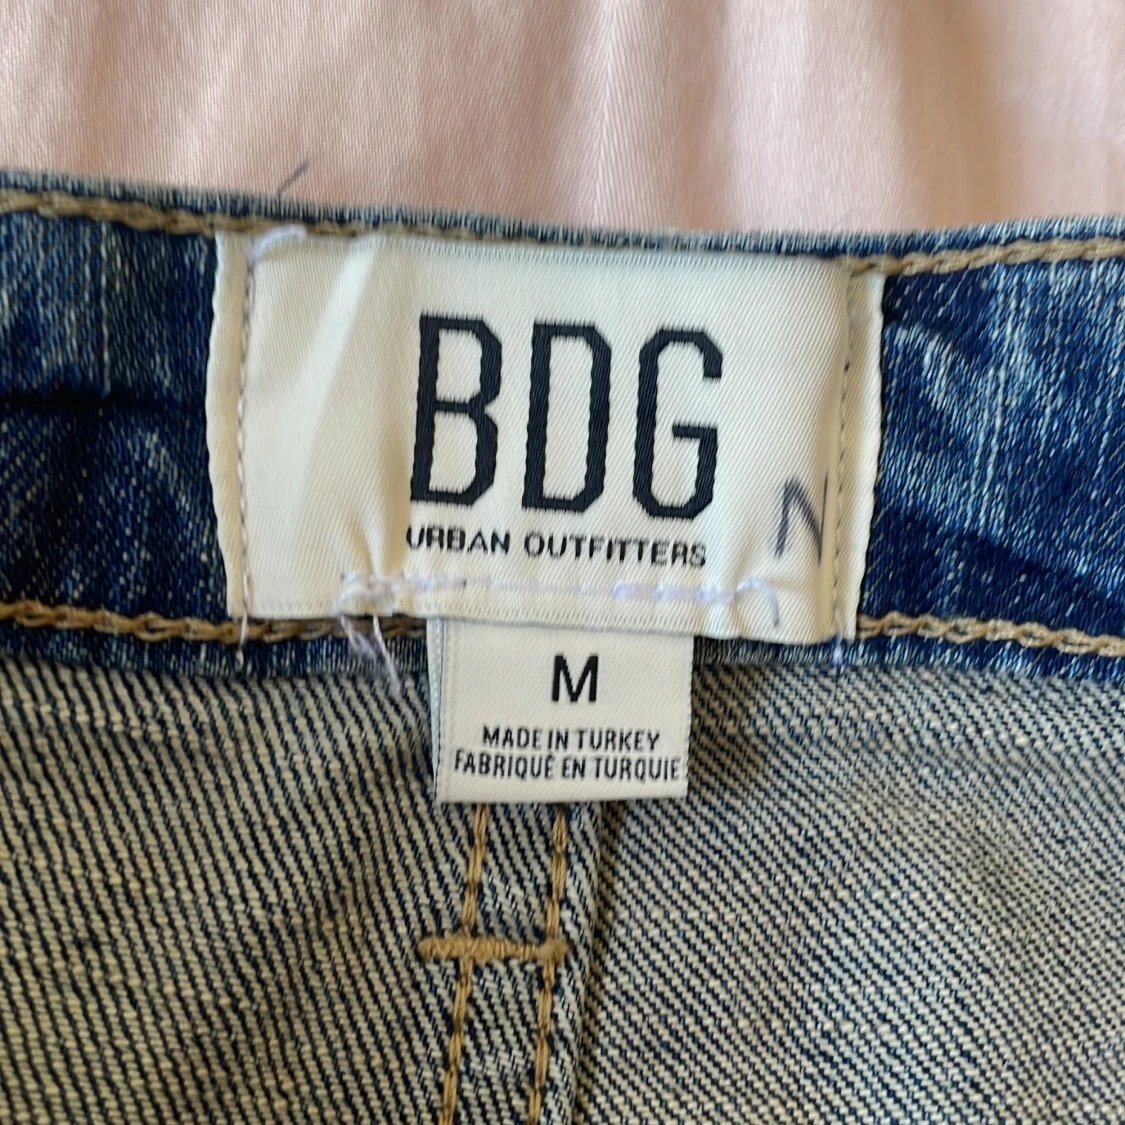 BDG
URBAN OUTFITTERS
N
M
MADE IN TURKEY
FABRIQUÉ EN TURQUIE